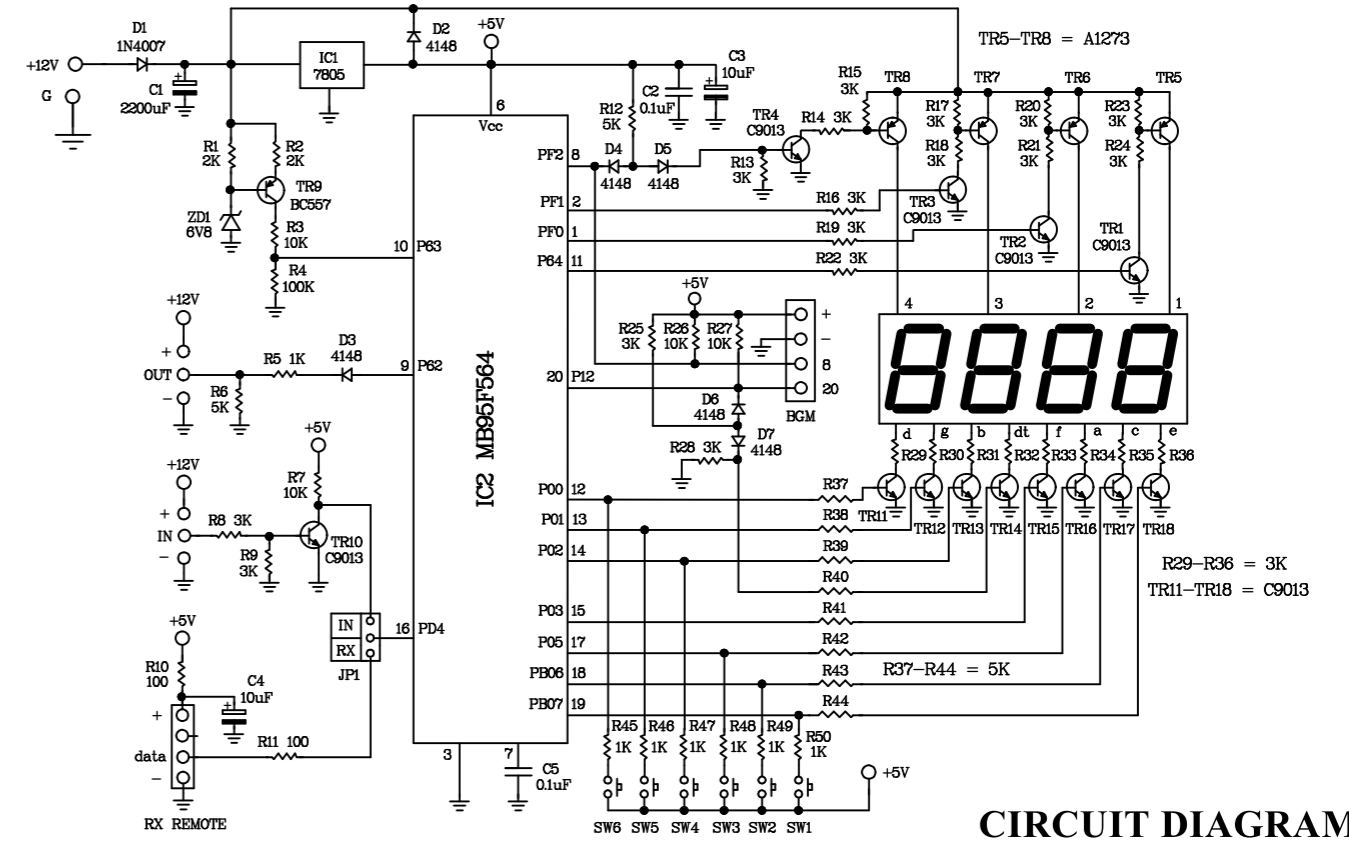 D1
1N4007
+12V
G
C1
2200uF
IC1
7805
D2
4148
+5V
C3
10uF
C2
0.1uF
R12
5K
TR5-TR8 = A1273
R15
3K
TR8
TR7
TR6
TR5
R17
3K
R18
3K
R20
3K
R21
3K
R23
3K
R24
3K
TR4
C9013
R14 3K
R13
3K
D4
4148
D5
4148
6
Vcc
PF2 8
PF1 2
PF0 1
P64 11
R16 3K
R19 3K
R22 3K
TR3
C9013
TR2
C9013
TR1
C9013
R1
2K
R2
2K
TR9
BC557
ZD1
6V8
R3
10K
R4
100K
10 P63
+12V
+
OUT
-
R5 1K
R6
5K
D3
4148
9 P62
IC2 MB95F564
+5V
R25
3K
R26
10K
R27
10K
+
-
8
20
BGM
20 P12
D6
4148
D7
4148
R28 3K
4
3
2
1
8888
d
g
b
dt
f
a
c
e
R29
R30
R31
R32
R33
R34
R35
R36
TR11
TR12
TR13
TR14
TR15
TR16
TR17
TR18
R29-R36 = 3K
TR11-TR18 = C9013
+5V
+12V
+
IN
-
R7
10K
R8 3K
R9
3K
TR10
C9013
IN
RX
JP1
16 PD4
P00 12
P01 13
P02 14
P03 15
P05 17
PB06 18
PB07 19
R37
R38
R39
R40
R41
R42
R43
R44
R37-R44 = 5K
+5V
R10
100
C4
10uF
+
data
-
R11 100
RX REMOTE
3
7
C5
0.1uF
R45
1K
R46
1K
R47
1K
R48
1K
R49
1K
R50
1K
+5V
SW6
SW5
SW4
SW3
SW2
SW1
CIRCUIT DIAGRAM